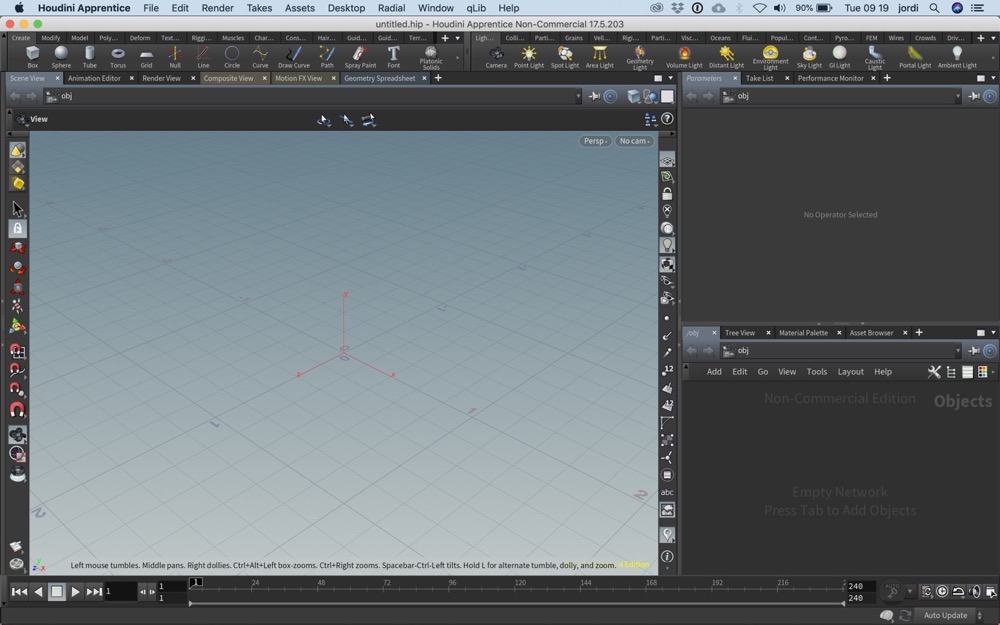 Houdini Apprentice File Edit Render Takes Assets Desktop Radial Window qLib Help 90% Tue 09 19 jordi
untitled.hip - Houdini Apprentice Non-Commercial 17.5.203
Create Modify Model Poly... Deform Text... Riggi... Muscles Char... Cons... Hair... Guid... Guid... Terr... Ligh... Colli... Parti... Grains Vell... Rigi... Parti... Visc... Oceans Flui... Popul... Cont... Pyro... FEM Wires Crowds Driv...
Box Sphere Tube Torus Grid Null Line Circle Curve Draw Curve Path Spray Paint Font Platonic Solids Camera Point Light Spot Light Area Light Geometry Light Volume Light Distant Light Environment Light Sky Light GI Light Caustic Light Portal Light Ambient Light
Scene View Animation Editor Render View Composite View Motion FX View Geometry Spreadsheet Parameters Take List Performance Monitor
obj obj
View
Persp No cam
No Operator Selected
/obj Tree View Material Palette Asset Browser
obj
Add Edit Go View Tools Layout Help
Non-Commercial Edition Objects
Empty Network
Press Tab to Add Objects
12
12
abc
Left mouse tumbles. Middle pans. Right dollies. Ctrl+Alt+Left box-zooms. Ctrl+Right zooms. Spacebar-Ctrl-Left tilts. Hold L for alternate tumble, dolly, and zoom. Edition
1 1 1 24 48 72 96 120 144 168 192 216 240
1 240
Auto Update